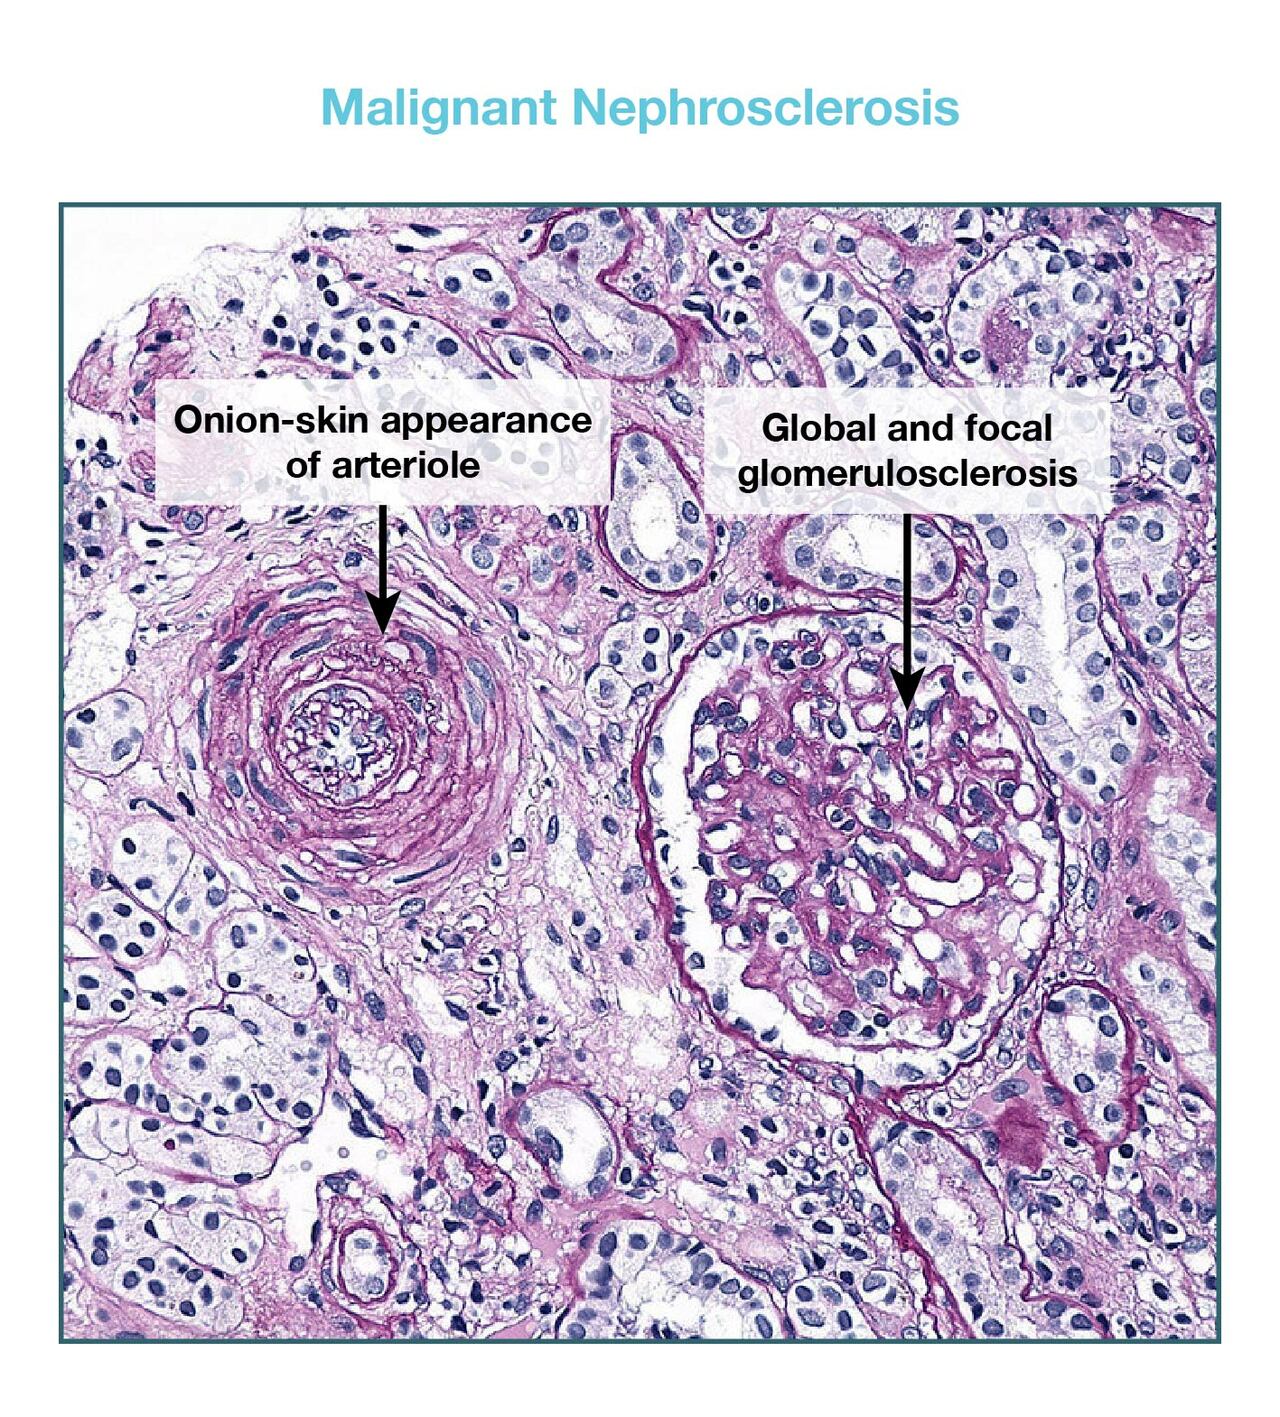 Malignant Nephrosclerosis
Onion-skin appearance
of arteriole
Global and focal
glomerulosclerosis